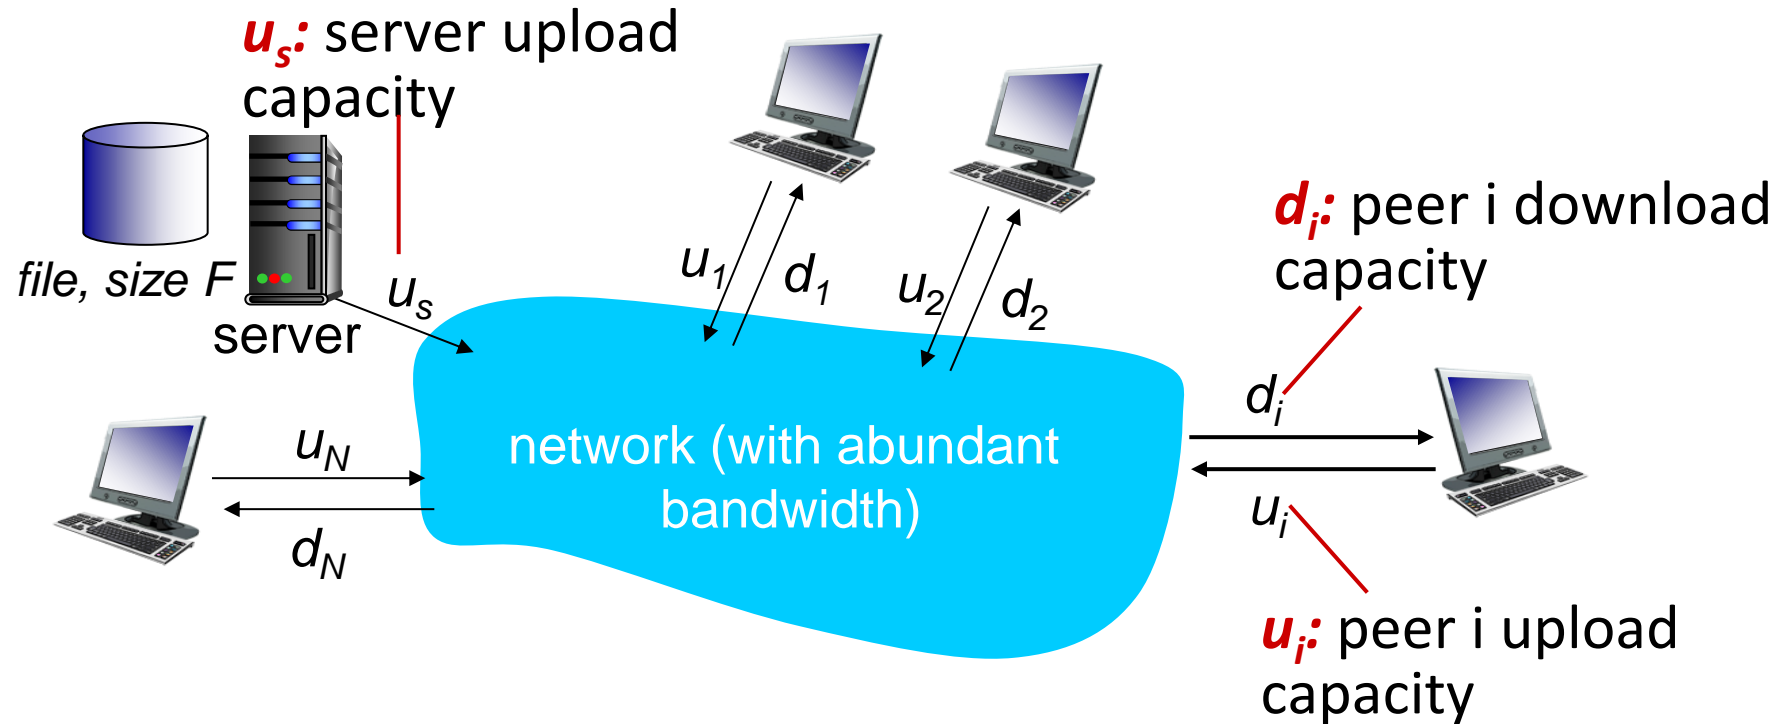 us: server upload
capacity
file, size F
us
server
u1
d1
u2
d2
di: peer i download
capacity
di
uN
dN
network (with abundant
bandwidth)
ui
ui: peer i upload
capacity